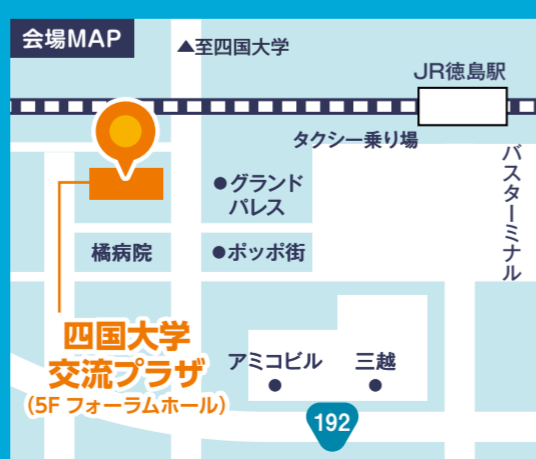 会場MAP
▲至四国大学
JR徳島駅
タクシー乗り場
バスターミナル
●グランド
パレス
橘病院
●ポッポ街
四国大学
交流プラザ
(5F フォーラムホール)
アミコビル
三越
192